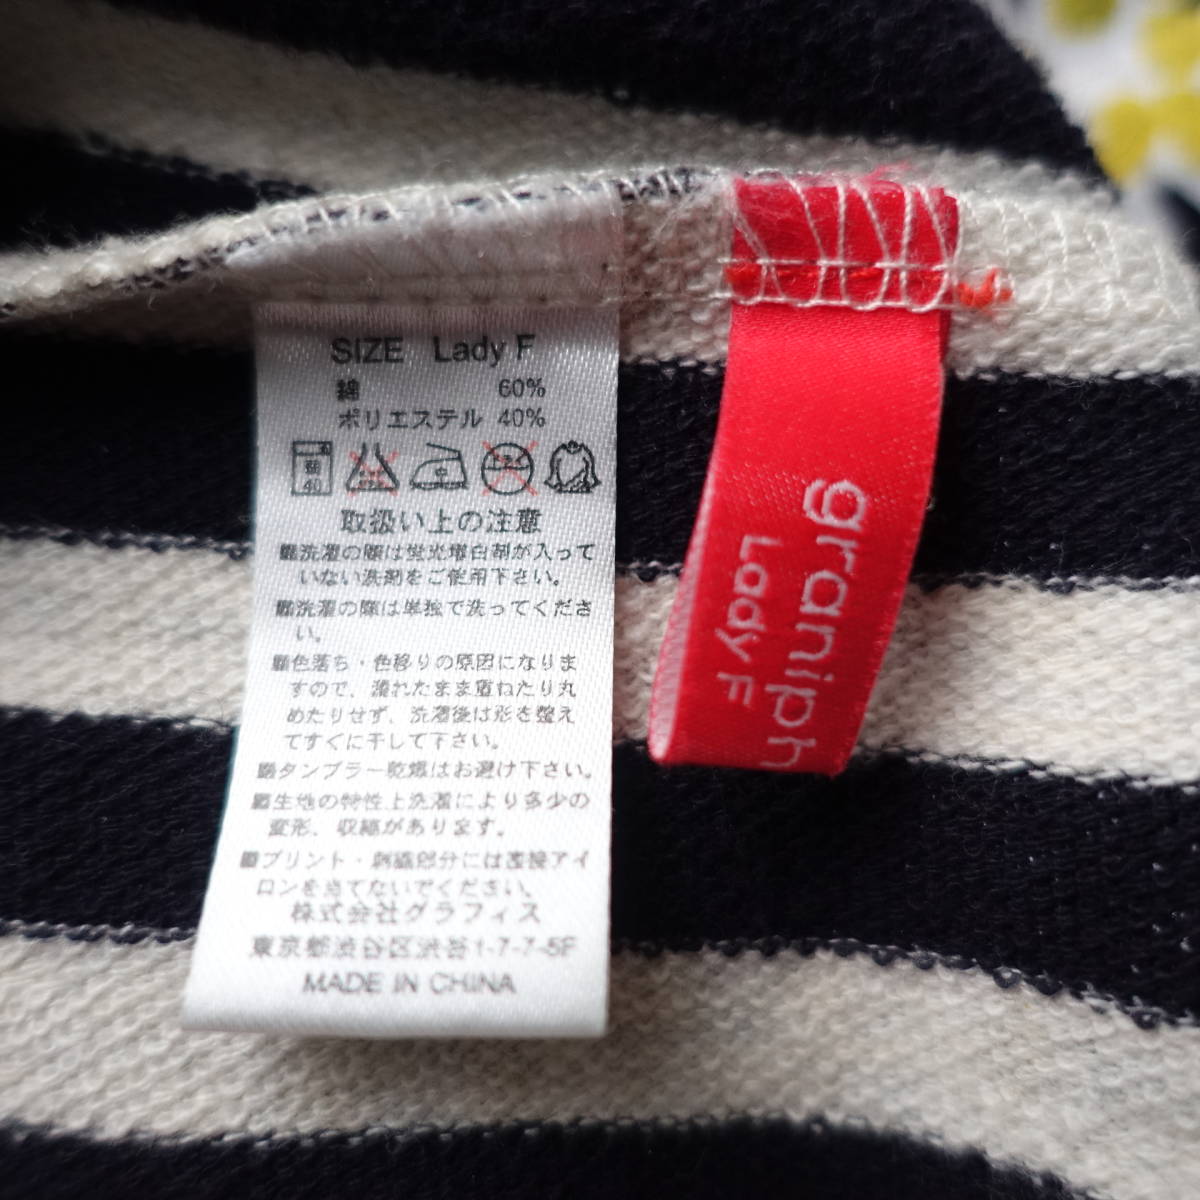 SIZE Lady F
綿 60%
ポリエステル 40%
弱
40
取扱い上の注意
■洗濯の際は蛍光増白剤が入って
いない洗剤をご使用下さい。
■洗濯の際は単独で洗ってくださ
い。
■色落ち・色移りの原因になりま
すので、濡れたまま重ねたり丸
めたりせず、洗濯後は形を整え
てすぐに干して下さい。
■タンブラー乾燥はお避け下さい。
■生地の特性上洗濯により多少の
変形、収縮があります。
■プリント・刺繍部分には直接アイ
ロンを当てないでください。
株式会社グラフィス
東京都渋谷区渋谷1-7-7-5F
MADE IN CHINA
graniph
Lady F